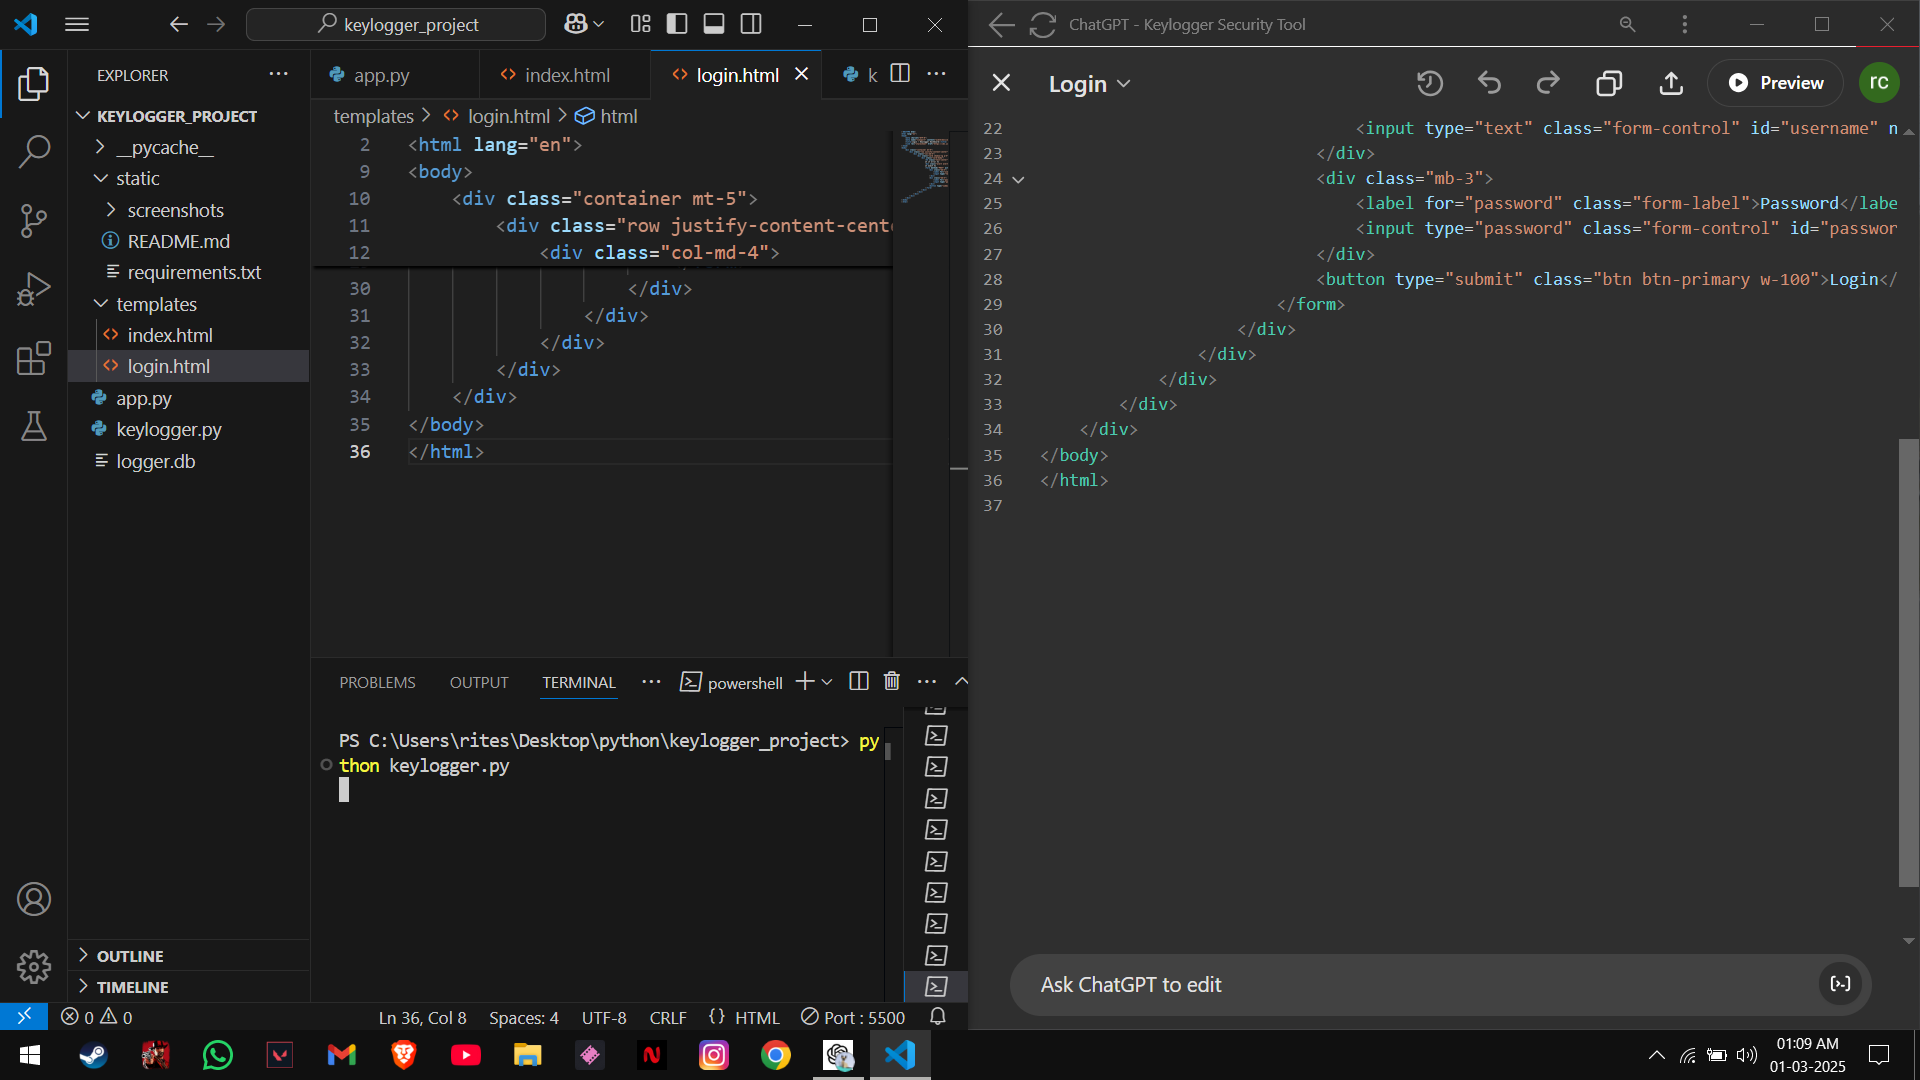 keylogger_project
EXPLORER
KEYLOGGER_PROJECT
__pycache__
static
screenshots
README.md
requirements.txt
templates
index.html
login.html
app.py
keylogger.py
logger.db
OUTLINE
TIMELINE
app.py
index.html
login.html
k
templates > login.html > html
2 <html lang="en">
9 <body>
10 <div class="container mt-5">
11 <div class="row justify-content-cent
12 <div class="col-md-4">
30 </div>
31 </div>
32 </div>
33 </div>
34 </div>
35 </body>
36 </html>
PROBLEMS OUTPUT TERMINAL powershell
PS C:\Users\rites\Desktop\python\keylogger_project> py
thon keylogger.py
0 0 Ln 36, Col 8 Spaces: 4 UTF-8 CRLF {} HTML Port : 5500
ChatGPT - Keylogger Security Tool
Login
Preview
rc
22 <input type="text" class="form-control" id="username" n
23 </div>
24 <div class="mb-3">
25 <label for="password" class="form-label">Password</labe
26 <input type="password" class="form-control" id="passwor
27 </div>
28 <button type="submit" class="btn btn-primary w-100">Login</
29 </form>
30 </div>
31 </div>
32 </div>
33 </div>
34 </div>
35 </body>
36 </html>
37
Ask ChatGPT to edit
01:09 AM
01-03-2025